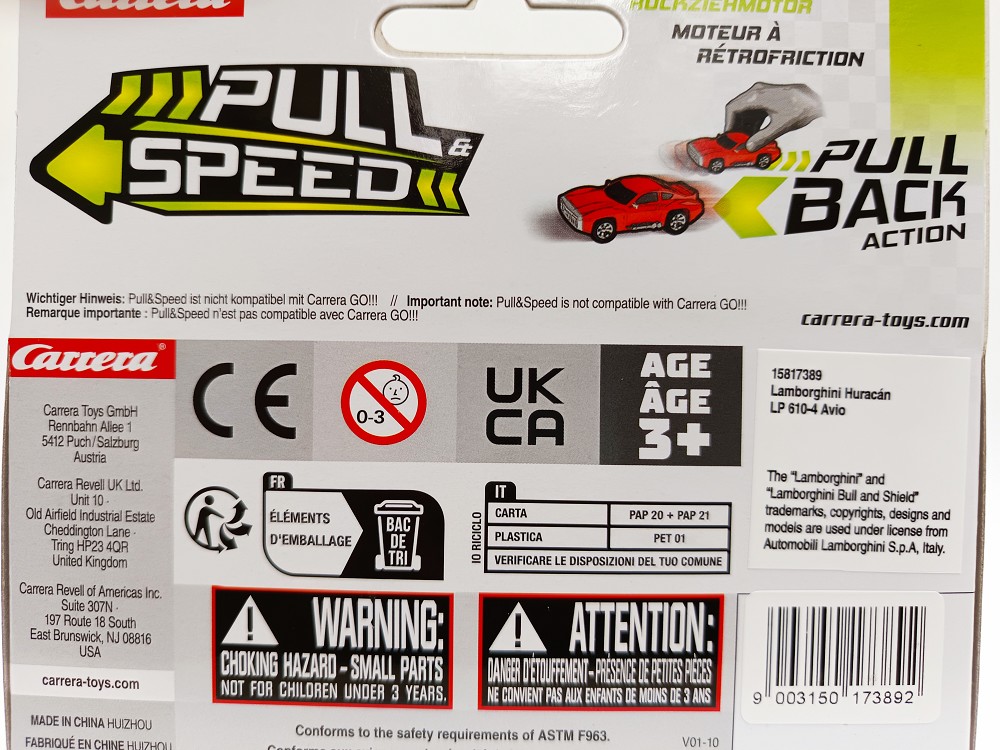 Carrera
RÜCKZIEHMOTOR
MOTEUR À
RÉTROFRICTION
PULL
& SPEED
PULL
BACK
ACTION
Wichtiger Hinweis: Pull&Speed ist nicht kompatibel mit Carrera GO!!! // Important note: Pull&Speed is not compatible with Carrera GO!!!
Remarque importante : Pull&Speed n'est pas compatible avec Carrera GO!!!
carrera-toys.com
Carrera®
Carrera Toys GmbH
Rennbahn Allee 1
5412 Puch/Salzburg
Austria
Carrera Revell UK Ltd.
Unit 10 ·
Old Airfield Industrial Estate
Cheddington Lane ·
Tring HP23 4QR
United Kingdom
Carrera Revell of Americas Inc.
Suite 307N ·
197 Route 18 South
East Brunswick, NJ 08816
USA
carrera-toys.com
MADE IN CHINA HUIZHOU
FABRIQUÉ EN CHINE HUIZHOU
CE
0-3
UK
CA
AGE
ÂGE
3+
15817389
Lamborghini Huracán
LP 610-4 Avio
The "Lamborghini" and
"Lamborghini Bull and Shield"
trademarks, copyrights, designs and
models are used under license from
Automobili Lamborghini S.p.A, Italy.
FR
ÉLÉMENTS
D'EMBALLAGE
BAC
DE
TRI
IO RICICLO
IT
CARTA PAP 20 + PAP 21
PLASTICA PET 01
VERIFICARE LE DISPOSIZIONI DEL TUO COMUNE
WARNING:
CHOKING HAZARD – SMALL PARTS
NOT FOR CHILDREN UNDER 3 YEARS.
ATTENTION:
DANGER D'ÉTOUFFEMENT – PRÉSENCE DE PETITES PIÈCES
NE CONVIENT PAS AUX ENFANTS DE MOINS DE 3 ANS
9 003150 173892
Conforms to the safety requirements of ASTM F963.
V01-10